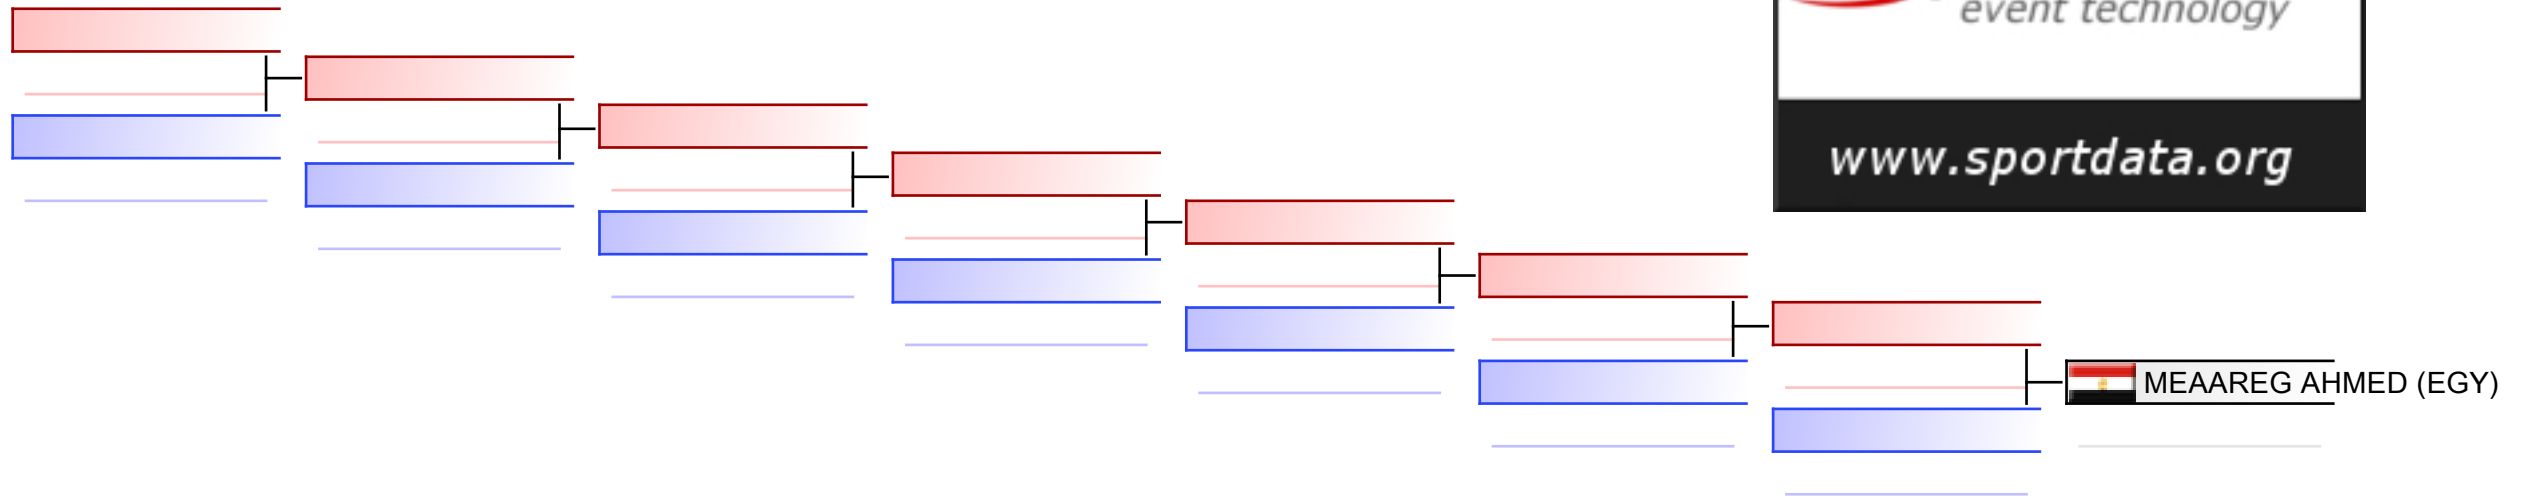 event technology
www.sportdata.org
MEAAREG AHMED (EGY)